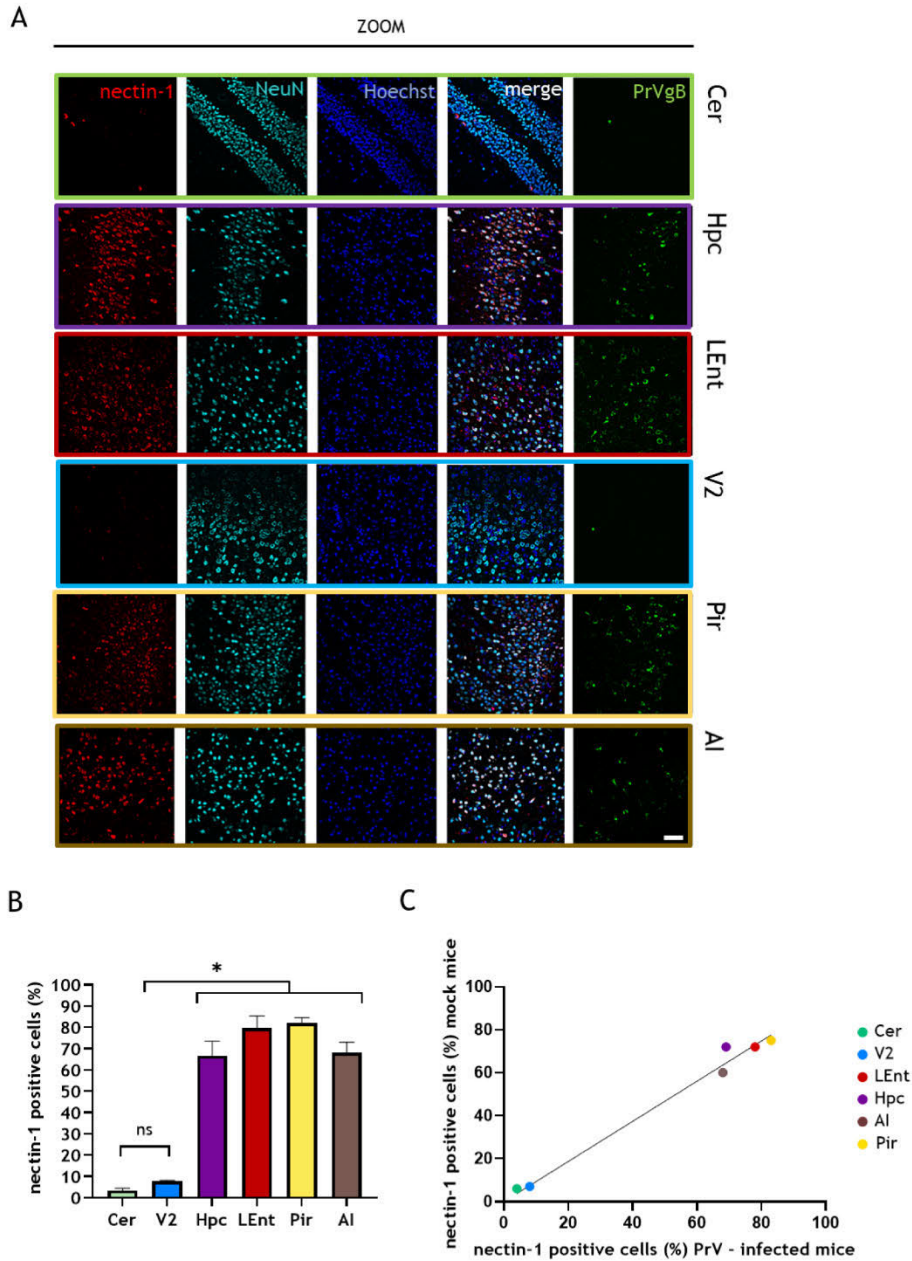 A
ZOOM
nectin-1 NeuN Hoechst merge PrVgB
Cer
Hpc
LEnt
V2
Pir
AI
B
nectin-1 positive cells (%)
100
90
80
70
60
50
40
30
20
10
0
*
ns
Cer V2 Hpc LEnt Pir AI
C
nectin-1 positive cells (%) mock mice
100
80
60
40
20
0
0 20 40 60 80 100
nectin-1 positive cells (%) PrV - infected mice
Cer
V2
LEnt
Hpc
AI
Pir